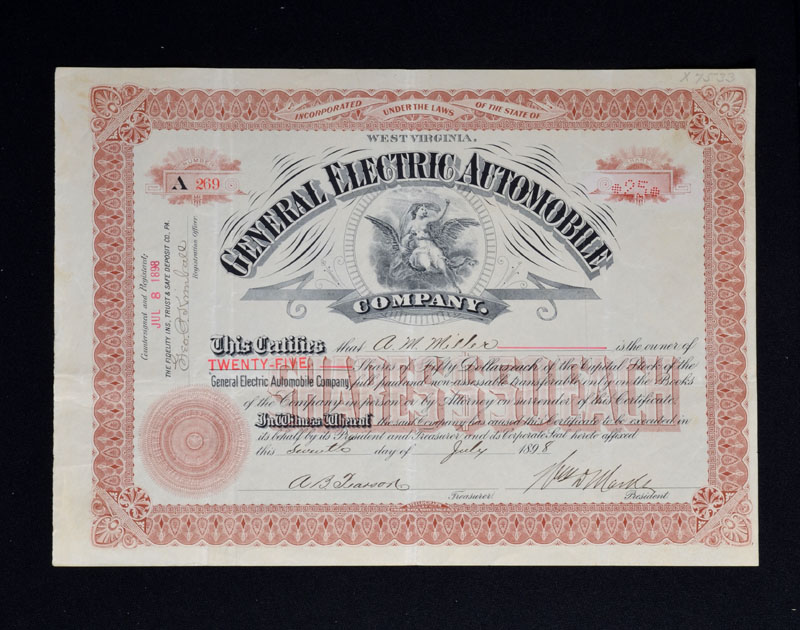 X7533
INCORPORATED UNDER THE LAWS OF THE STATE OF
WEST VIRGINIA.
NUMBER
A 269
25
GENERAL ELECTRIC AUTOMOBILE
COMPANY.
Countersigned and Registered
JUL 8 1898
THE FIDELITY INS. TRUST & SAFE DEPOSIT CO. PA.
Registration Officer.
This Certifies that A. M. Miller is the owner of
TWENTY-FIVE Shares of Fifty Dollars each of the Capital Stock of the
General Electric Automobile Company full paid and non-assessable transferable only on the Books
of the Company in person or by Attorney on surrender of this Certificate.
In Witness Whereof the said Company has caused this Certificate to be executed in
its behalf by its President and Treasurer and its Corporate Seal hereto affixed
this Seventh day of July 1898
A B Pearson Wm D Marks
Treasurer President